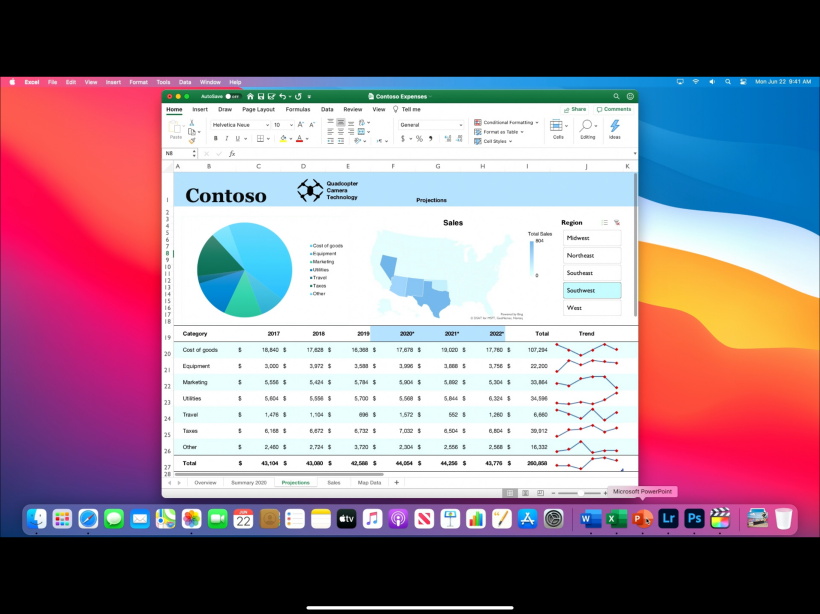 Excel File Edit View Insert Format Tools Data Window Help
Mon Jun 22 9:41 AM
AutoSave OFF
Contoso Expenses
Home Insert Draw Page Layout Formulas Data Review View Tell me
Share Comments
Paste
Helvetica Neue 10 A A
B I U A
General
$ %
Conditional Formatting
Format as Table
Cell Styles
Cells
Editing
Ideas
N8 fx
A B C D E F G H I J K
Contoso
Quadcopter
Camera
Technology
Projections
Cost of goods
Equipment
Marketing
Utilities
Travel
Taxes
Other
Sales
Total Sales
804
0
Region
Midwest
Northeast
Southeast
Southwest
West
Category 2017 2018 2019 2020* 2021* 2022* Total Trend
Cost of goods $ 18,840 $ 17,628 $ 16,368 $ 17,676 $ 19,020 $ 17,760 $ 107,294
Equipment $ 3,000 $ 3,972 $ 3,588 $ 3,996 $ 3,888 $ 3,756 $ 22,200
Marketing $ 5,556 $ 5,424 $ 5,784 $ 5,904 $ 5,892 $ 5,304 $ 33,864
Utilities $ 5,604 $ 5,556 $ 5,700 $ 5,568 $ 5,844 $ 6,324 $ 34,596
Travel $ 1,476 $ 1,104 $ 696 $ 1,572 $ 552 $ 1,260 $ 6,660
Taxes $ 6,168 $ 6,672 $ 6,732 $ 7,032 $ 6,504 $ 6,804 $ 39,912
Other $ 2,460 $ 2,724 $ 3,720 $ 2,304 $ 2,556 $ 2,568 $ 16,332
Total $ 43,104 $ 43,080 $ 42,588 $ 44,054 $ 44,256 $ 43,776 $ 260,858
Overview Summary 2020 Projections Sales Map Data +
Microsoft PowerPoint
JUN
22
tv
W X P Lr Ps